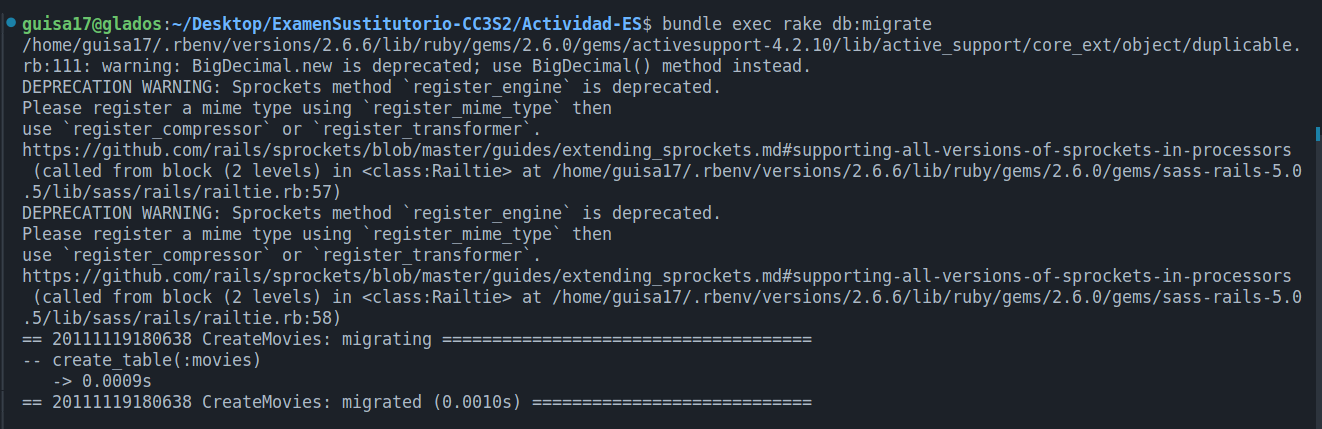 guisa17@glados:~/Desktop/ExamenSustitutorio-CC3S2/Actividad-ES$ bundle exec rake db:migrate
/home/guisa17/.rbenv/versions/2.6.6/lib/ruby/gems/2.6.0/gems/activesupport-4.2.10/lib/active_support/core_ext/object/duplicable.
rb:111: warning: BigDecimal.new is deprecated; use BigDecimal() method instead.
DEPRECATION WARNING: Sprockets method `register_engine` is deprecated.
Please register a mime type using `register_mime_type` then
use `register_compressor` or `register_transformer`.
https://github.com/rails/sprockets/blob/master/guides/extending_sprockets.md#supporting-all-versions-of-sprockets-in-processors
 (called from block (2 levels) in <class:Railtie> at /home/guisa17/.rbenv/versions/2.6.6/lib/ruby/gems/2.6.0/gems/sass-rails-5.0
.5/lib/sass/rails/railtie.rb:57)
DEPRECATION WARNING: Sprockets method `register_engine` is deprecated.
Please register a mime type using `register_mime_type` then
use `register_compressor` or `register_transformer`.
https://github.com/rails/sprockets/blob/master/guides/extending_sprockets.md#supporting-all-versions-of-sprockets-in-processors
 (called from block (2 levels) in <class:Railtie> at /home/guisa17/.rbenv/versions/2.6.6/lib/ruby/gems/2.6.0/gems/sass-rails-5.0
.5/lib/sass/rails/railtie.rb:58)
== 20111119180638 CreateMovies: migrating =====================================
-- create_table(:movies)
   -> 0.0009s
== 20111119180638 CreateMovies: migrated (0.0010s) ============================